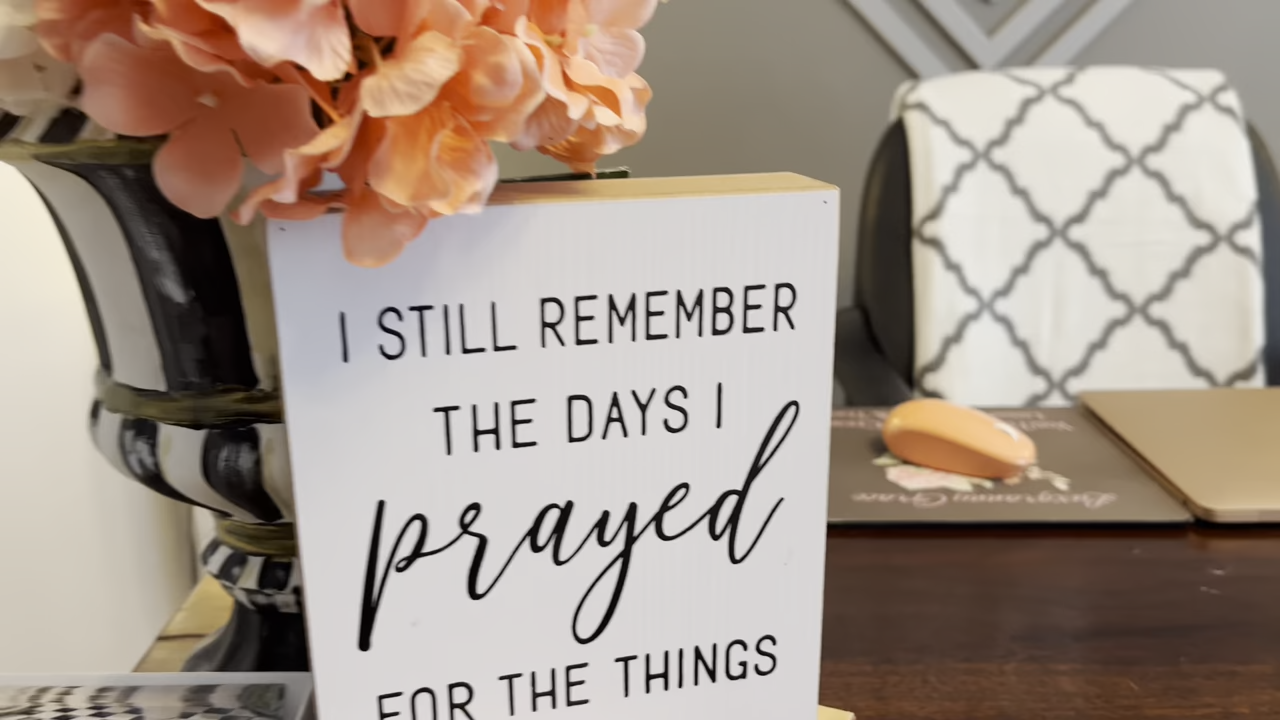 I STILL REMEMBER
THE DAYS I
prayed
FOR THE THINGS